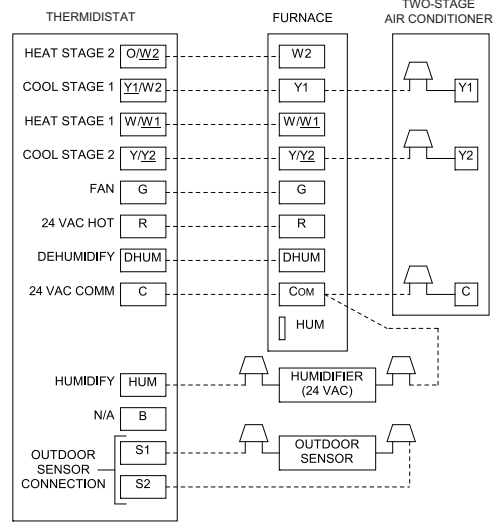 THERMIDISTAT FURNACE TWO-STAGE
AIR CONDITIONER
HEAT STAGE 2 O/W2 W2
COOL STAGE 1 Y1/W2 Y1 Y1
HEAT STAGE 1 W/W1 W/W1
COOL STAGE 2 Y/Y2 Y/Y2 Y2
FAN G G
24 VAC HOT R R
DEHUMIDIFY DHUM DHUM
24 VAC COMM C COM C
HUM
HUMIDIFY HUM HUMIDIFIER
(24 VAC)
N/A B
OUTDOOR
SENSOR
CONNECTION
S1
S2
OUTDOOR
SENSOR